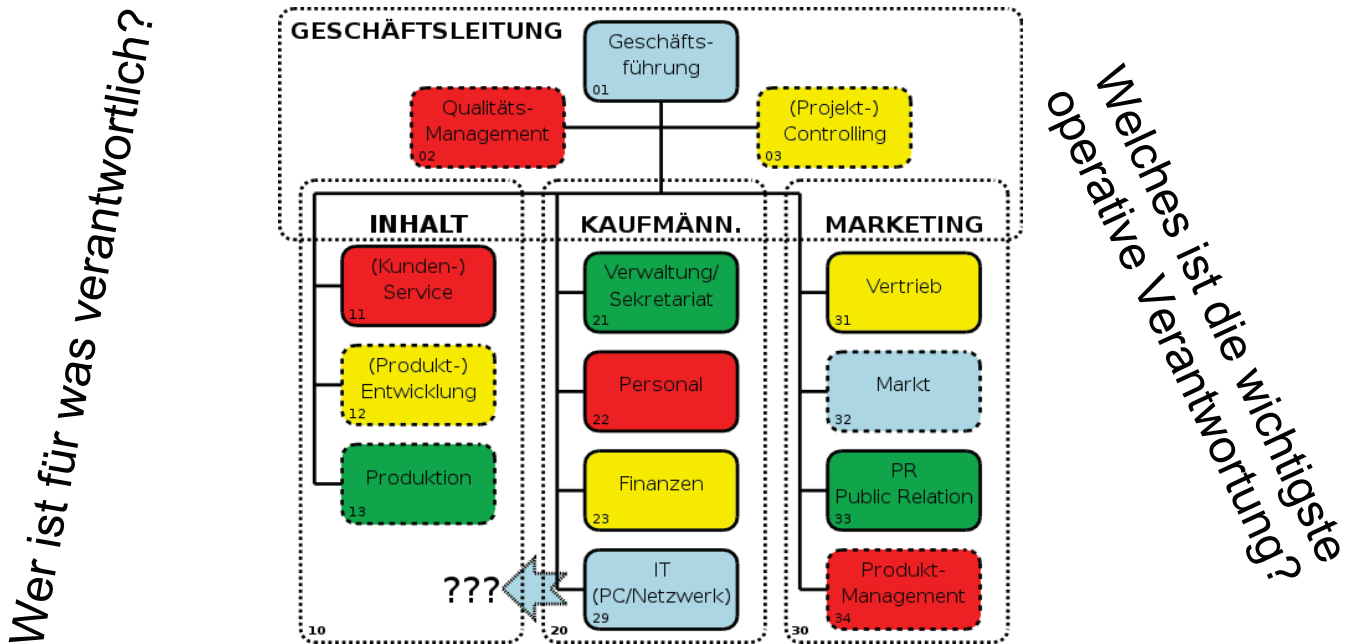 Wer ist für was verantwortlich?
GESCHÄFTSLEITUNG
Geschäfts-
führung
01
Qualitäts-
Management
02
(Projekt-)
Controlling
03
INHALT
(Kunden-)
Service
11
(Produkt-)
Entwicklung
12
Produktion
13
10
KAUFMÄNN.
Verwaltung/
Sekretariat
21
Personal
22
Finanzen
23
IT
(PC/Netzwerk)
29
???
20
MARKETING
Vertrieb
31
Markt
32
PR
Public Relation
33
Produkt-
Management
34
30
Welches ist die wichtigste
operative Verantwortung?